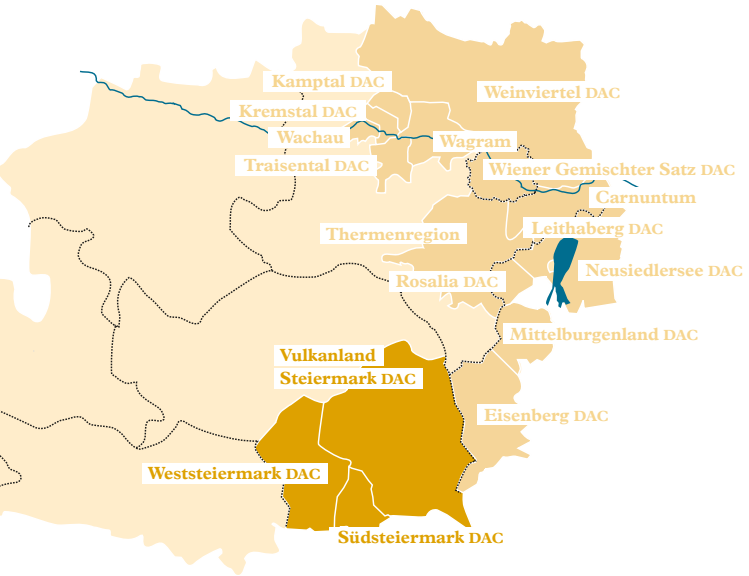 Kamptal DAC
Weinviertel DAC
Kremstal DAC
Wachau
Wagram
Traisental DAC
Wiener Gemischter Satz DAC
Carnuntum
Leithaberg DAC
Thermenregion
Neusiedlersee DAC
Rosalia DAC
Mittelburgenland DAC
Vulkanland
Steiermark DAC
Eisenberg DAC
Weststeiermark DAC
Südsteiermark DAC